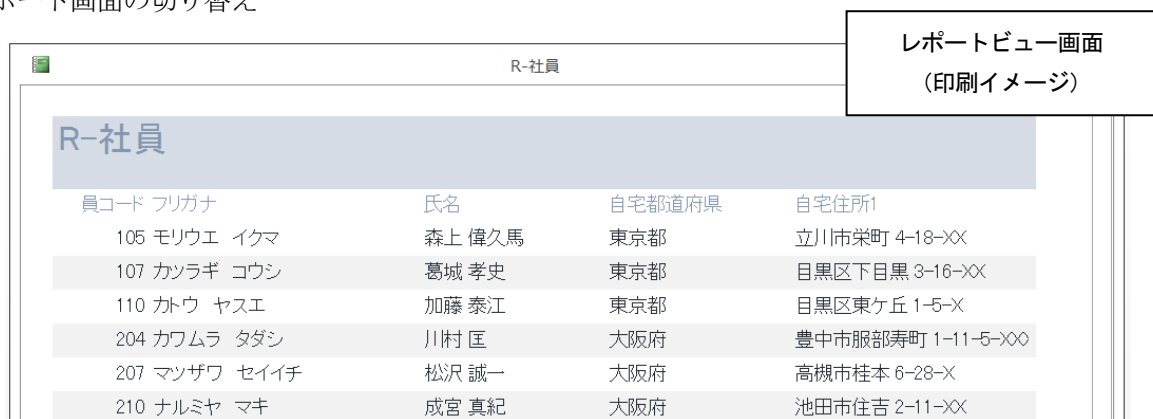 ポート画面の切り替え
レポートビュー画面
（印刷イメージ）
R-社員
R-社員
員コード フリガナ 氏名 自宅都道府県 自宅住所1
105 モリウエ イクマ 森上 偉久馬 東京都 立川市栄町 4-18-XX
107 カツラギ コウシ 葛城 孝史 東京都 目黒区下目黒 3-16-XX
110 カトウ ヤスエ 加藤 泰江 東京都 目黒区東ケ丘 1-5-X
204 カワムラ タダシ 川村 匡 大阪府 豊中市服部寿町 1-11-5-XXX
207 マツザワ セイイチ 松沢 誠一 大阪府 高槻市桂本 6-28-X
210 ナルミヤ マキ 成宮 真紀 大阪府 池田市住吉 2-11-XX